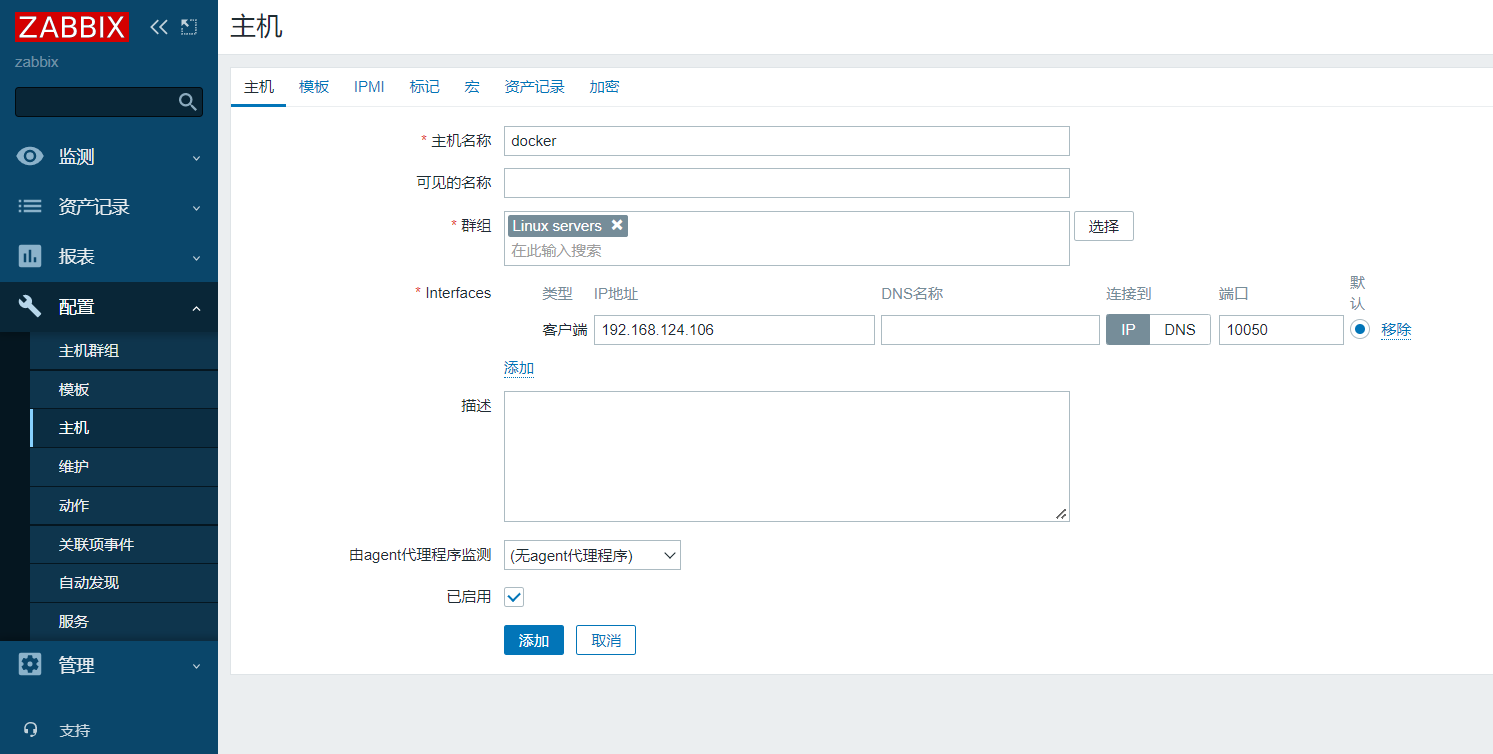 ZABBIX
zabbix
监测
资产记录
报表
配置
主机群组
模板
主机
维护
动作
关联项事件
自动发现
服务
管理
支持
主机
主机 模板 IPMI 标记 宏 资产记录 加密
* 主机名称 docker
可见的名称
* 群组 Linux servers 选择
在此输入搜索
* Interfaces 类型 IP地址 DNS名称 连接到 端口 默认
客户端 192.168.124.106 IP DNS 10050 移除
添加
描述
由agent代理程序监测 (无agent代理程序)
已启用
添加 取消